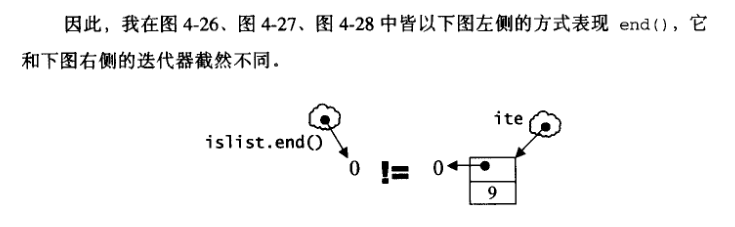 因此，我在图 4-26、图 4-27、图 4-28 中皆以下图左侧的方式表现 end()，它
和下图右侧的迭代器截然不同。
ite
islist.end()
0 != 0
9